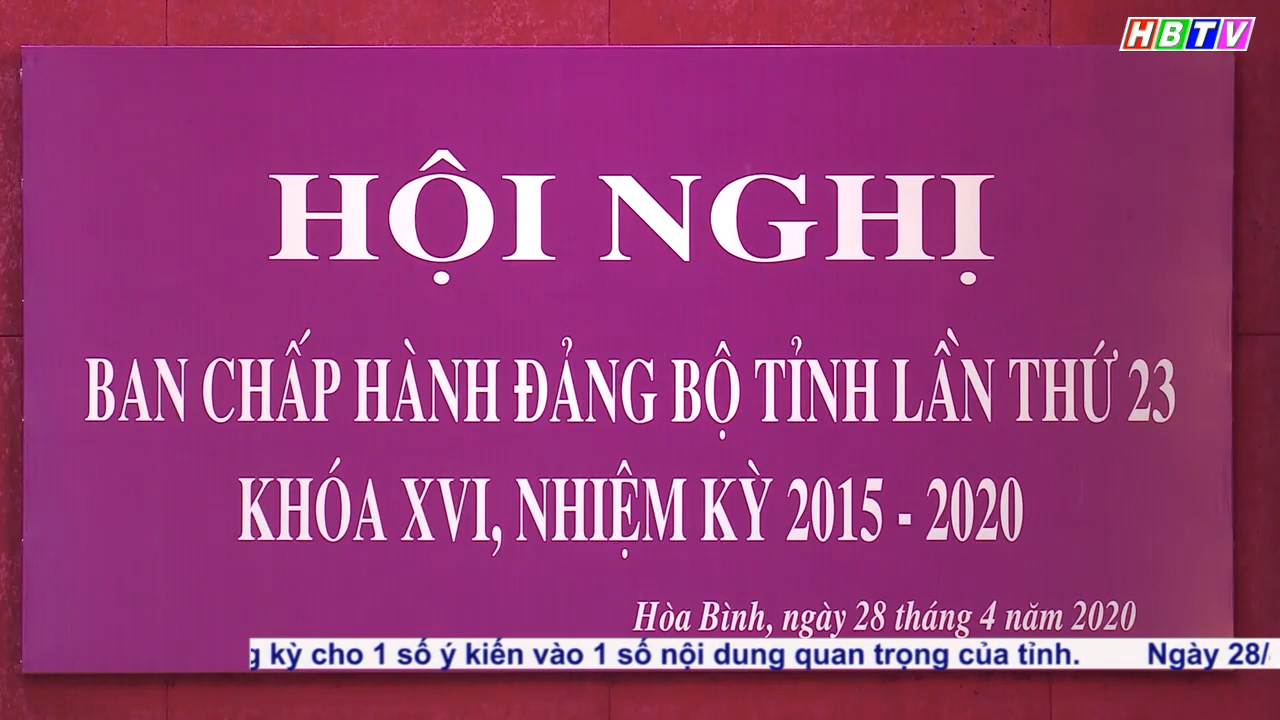 HBTV
HỘI NGHỊ
BAN CHẤP HÀNH ĐẢNG BỘ TỈNH LẦN THỨ 23
KHÓA XVI, NHIỆM KỲ 2015 - 2020
Hòa Bình, ngày 28 tháng 4 năm 2020
kỳ cho 1 số ý kiến vào 1 số nội dung quan trọng của tỉnh. Ngày 28/